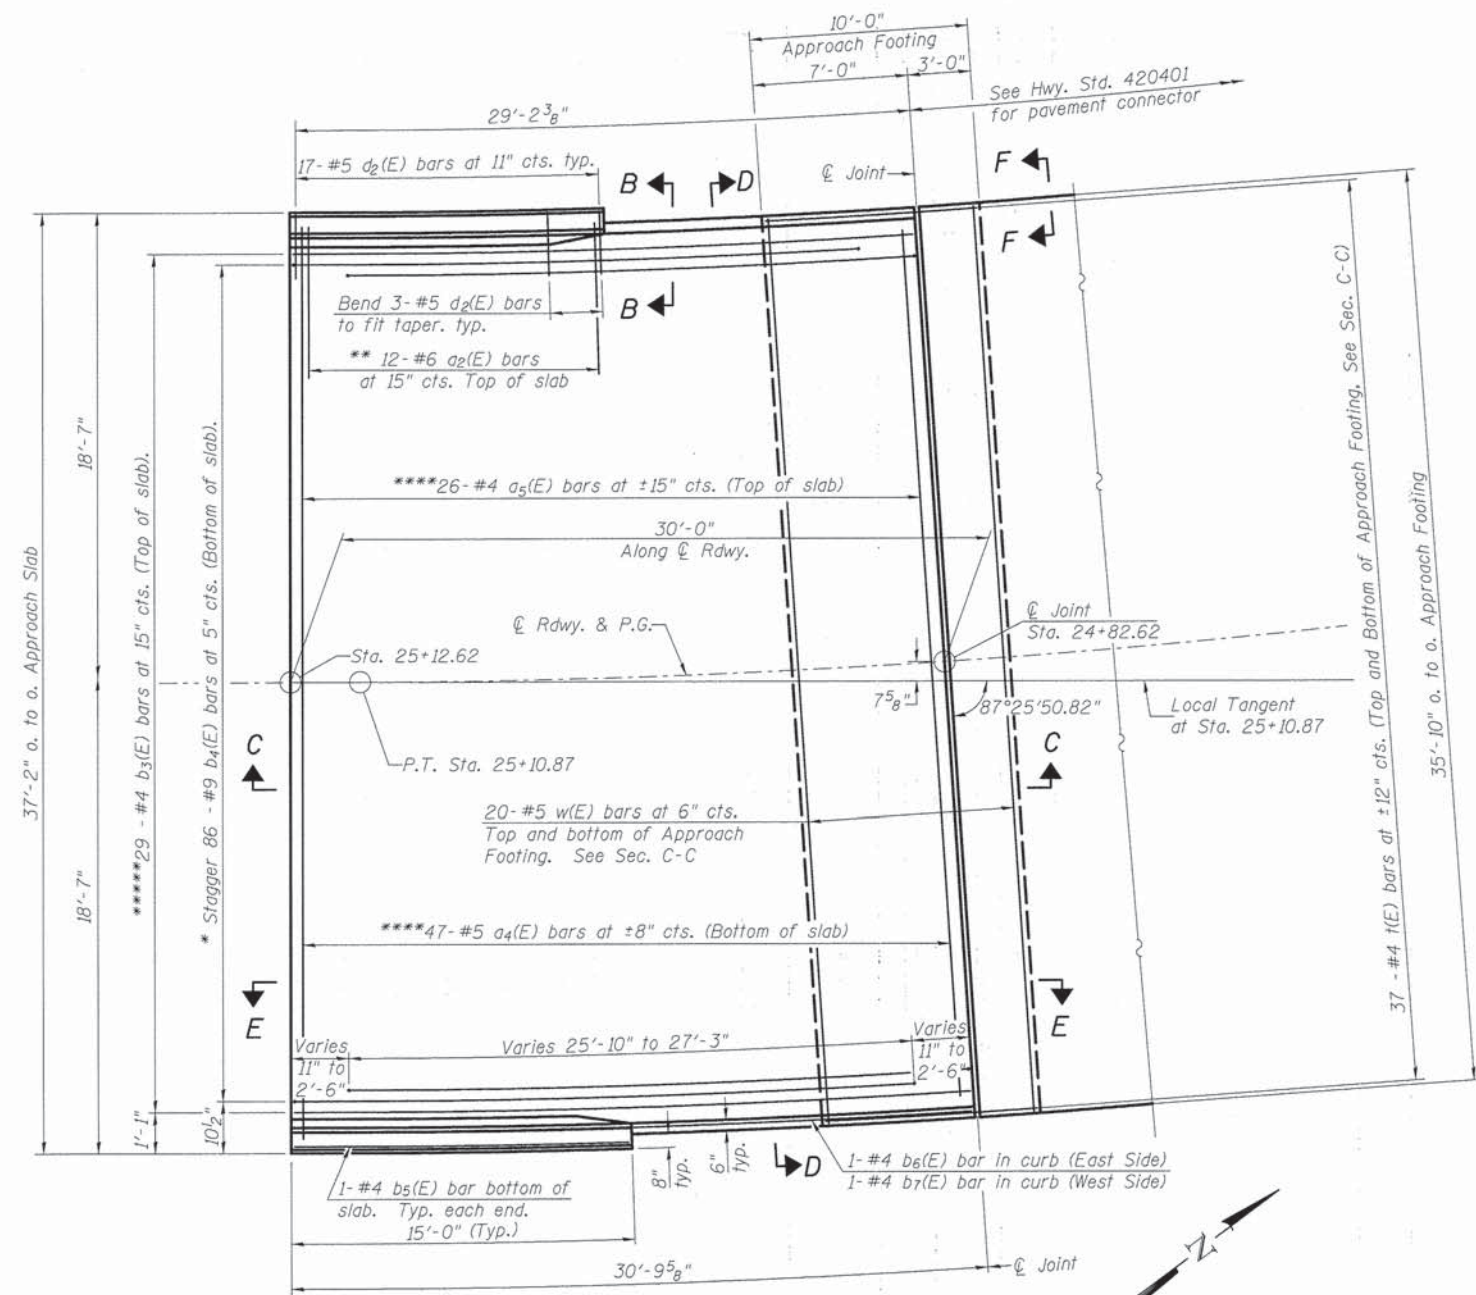 10'-0"
Approach Footing
7'-0"
3'-0"
See Hwy. Std. 420401
for pavement connector
29'-2 3/8"
17- #5 d2(E) bars at 11" cts. typ.
B
D
℄ Joint
F
F
Bend 3- #5 d2(E) bars
to fit taper. typ.
B
** 12- #6 a2(E) bars
at 15" cts. Top of slab
37'-2" o. to o. Approach Slab
18'-7"
18'-7"
*****29 - #4 b3(E) bars at 15" cts. (Top of slab).
* Stagger 86 - #9 b4(E) bars at 5" cts. (Bottom of slab).
****26- #4 a5(E) bars at ±15" cts. (Top of slab)
30'-0"
Along ℄ Rdwy.
℄ Rdwy. & P.G.
℄ Joint
Sta. 24+82.62
Sta. 25+12.62
7 5/8"
87°25'50.82"
Local Tangent
at Sta. 25+10.87
P.T. Sta. 25+10.87
C
C
20- #5 w(E) bars at 6" cts.
Top and bottom of Approach
Footing. See Sec. C-C
****47- #5 a4(E) bars at ±8" cts. (Bottom of slab)
37 - #4 t(E) bars at ±12" cts. (Top and Bottom of Approach Footing. See Sec. C-C)
35'-10" o. to o. Approach Footing
E
E
Varies
11" to
2'-6"
Varies 25'-10" to 27'-3"
Varies
11" to
2'-6"
1'-1"
10 1/2"
8"
typ.
6"
typ.
D
1- #4 b6(E) bar in curb (East Side)
1- #4 b7(E) bar in curb (West Side)
1- #4 b5(E) bar bottom of
slab. Typ. each end.
15'-0" (Typ.)
30'-9 5/8"
℄ Joint
N